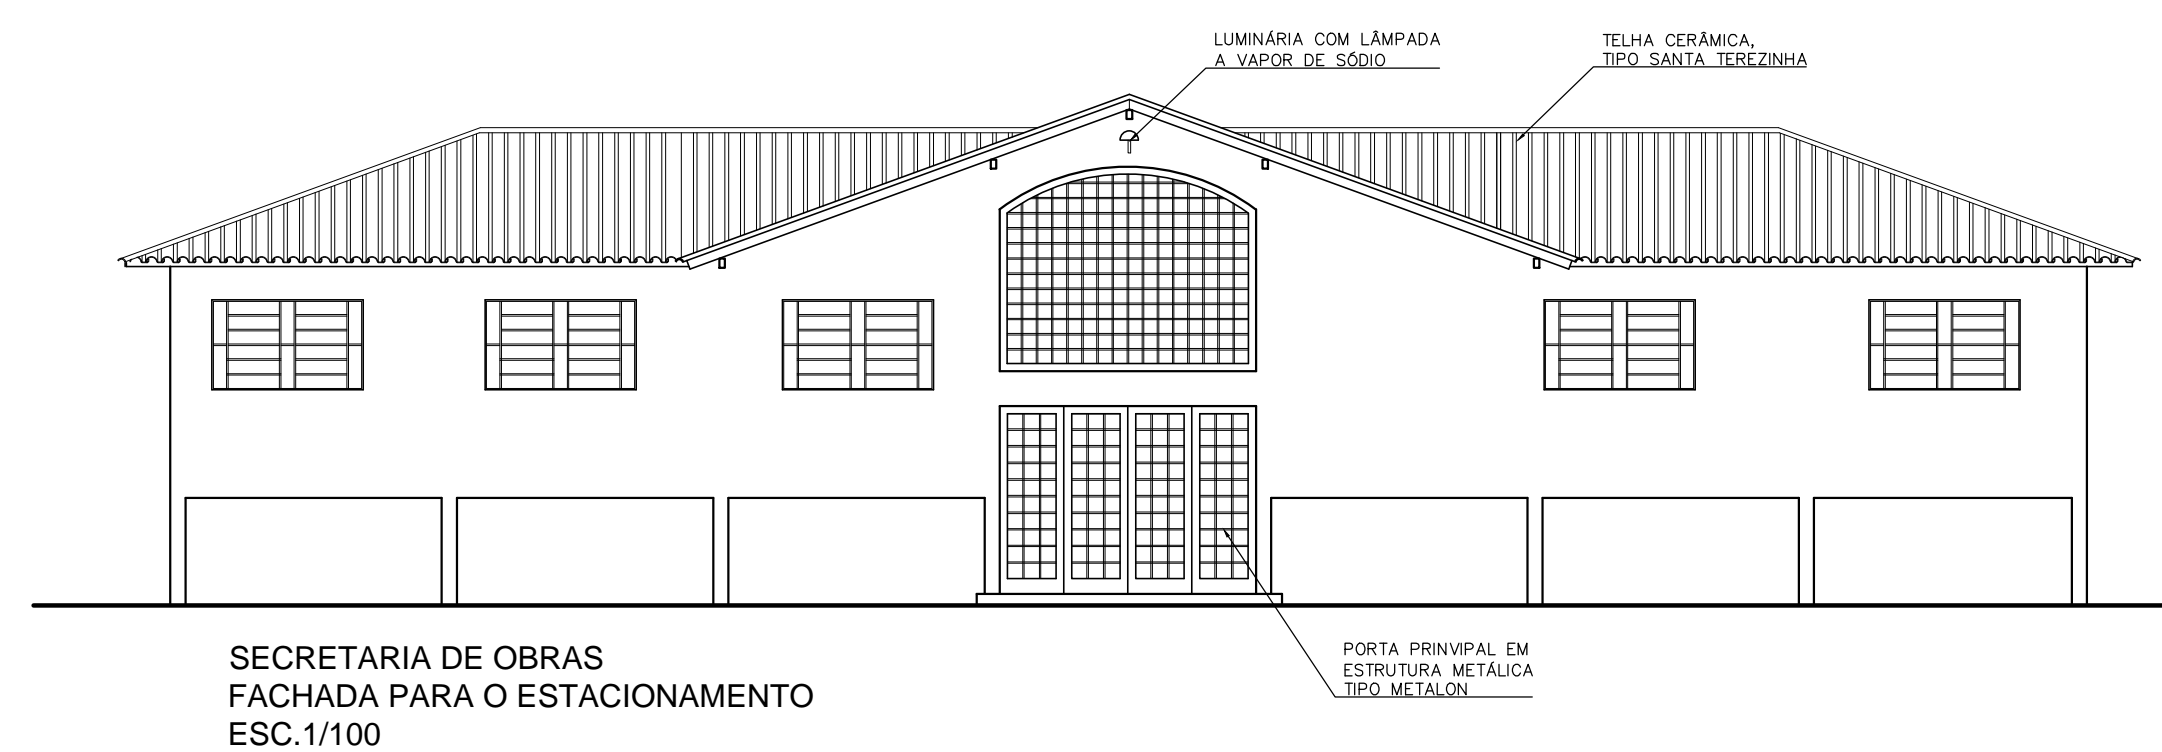 LUMINÁRIA COM LÂMPADA
A VAPOR DE SÓDIO
TELHA CERÂMICA,
TIPO SANTA TEREZINHA
PORTA PRINVIPAL EM
ESTRUTURA METÁLICA
TIPO METALON
SECRETARIA DE OBRAS
FACHADA PARA O ESTACIONAMENTO
ESC.1/100